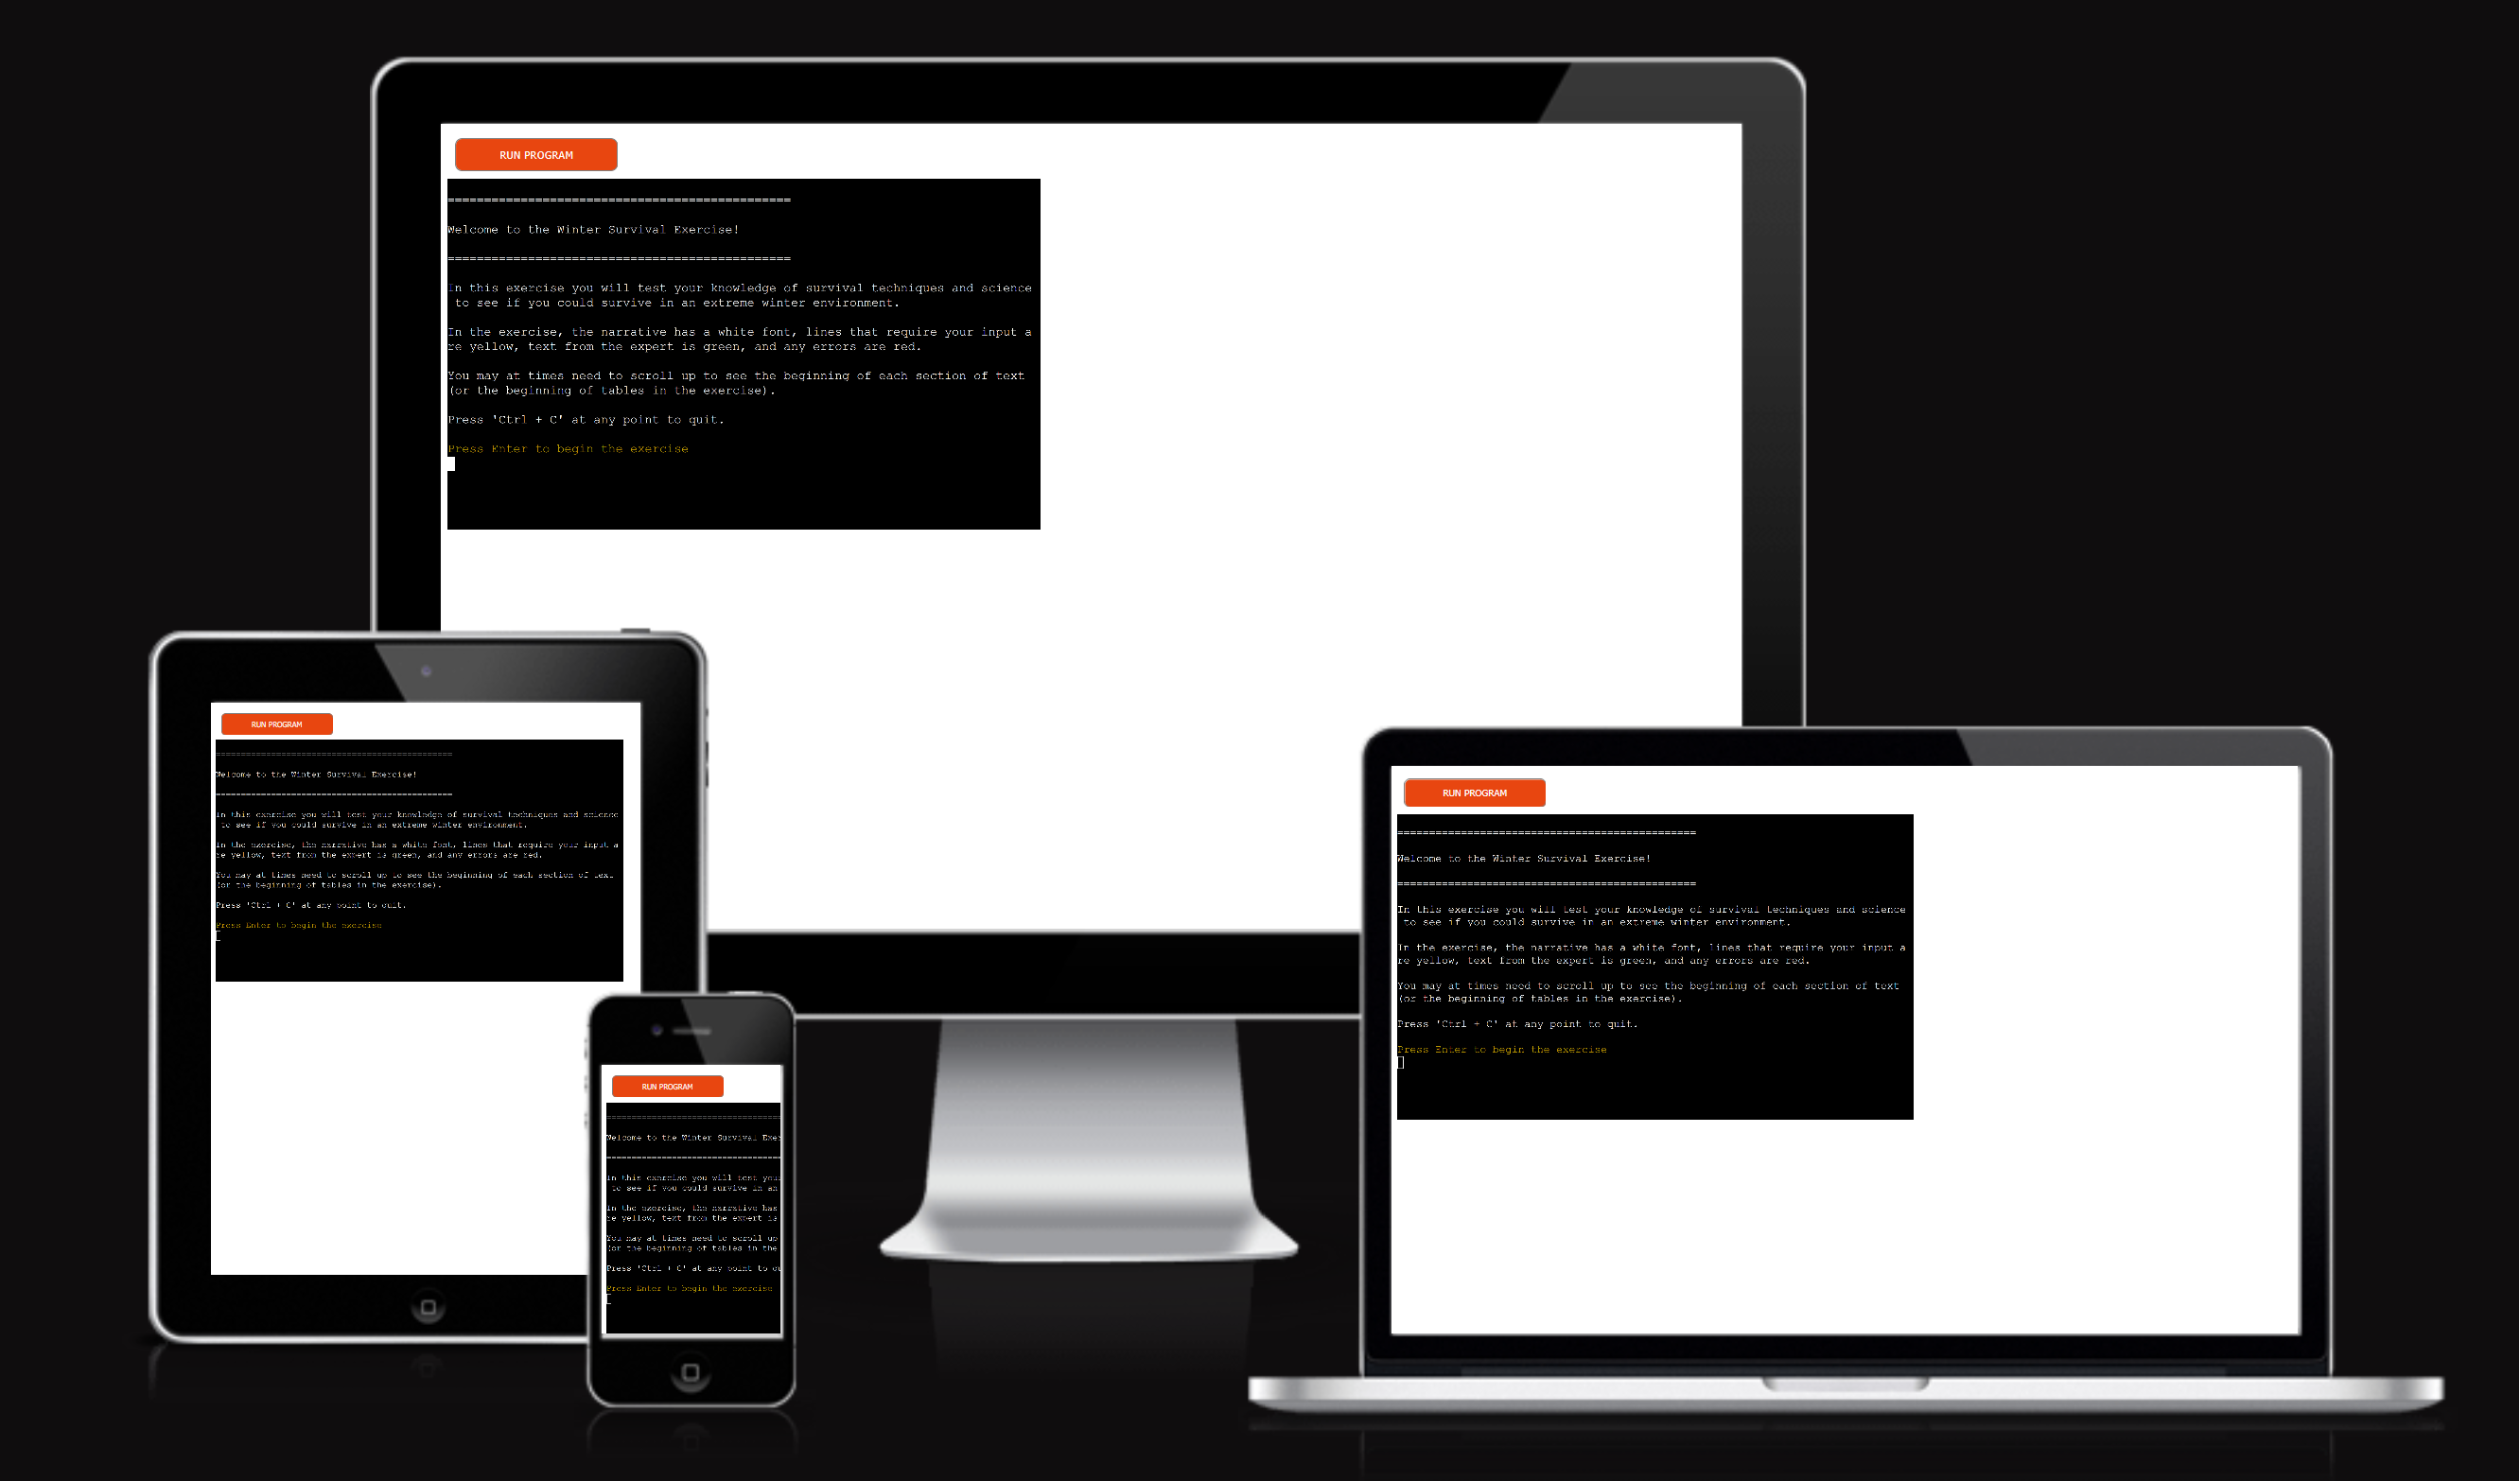 RUN PROGRAM
===============================================
Welcome to the Winter Survival Exercise!
===============================================
In this exercise you will test your knowledge of survival techniques and science
to see if you could survive in an extreme winter environment.
In the exercise, the narrative has a white font, lines that require your input a
re yellow, text from the expert is green, and any errors are red.
You may at times need to scroll up to see the beginning of each section of text
(or the beginning of tables in the exercise).
Press 'Ctrl + C' at any point to quit.
Press Enter to begin the exercise
RUN PROGRAM
===============================================
Welcome to the Winter Survival Exercise!
===============================================
In this exercise you will test your knowledge of survival techniques and science
to see if you could survive in an extreme winter environment.
In the exercise, the narrative has a white font, lines that require your input a
re yellow, text from the expert is green, and any errors are red.
You may at times need to scroll up to see the beginning of each section of text
(or the beginning of tables in the exercise).
Press 'Ctrl + C' at any point to quit.
Press Enter to begin the exercise
RUN PROGRAM
===================================
Welcome to the Winter Survival Exer
===================================
In this exercise you will test you
to see if you could survive in an
In the exercise, the narrative has
re yellow, text from the expert is
You may at times need to scroll up
(or the beginning of tables in the
Press 'Ctrl + C' at any point to qu
Press Enter to begin the exercise
RUN PROGRAM
===============================================
Welcome to the Winter Survival Exercise!
===============================================
In this exercise you will test your knowledge of survival techniques and science
to see if you could survive in an extreme winter environment.
In the exercise, the narrative has a white font, lines that require your input a
re yellow, text from the expert is green, and any errors are red.
You may at times need to scroll up to see the beginning of each section of text
(or the beginning of tables in the exercise).
Press 'Ctrl + C' at any point to quit.
Press Enter to begin the exercise